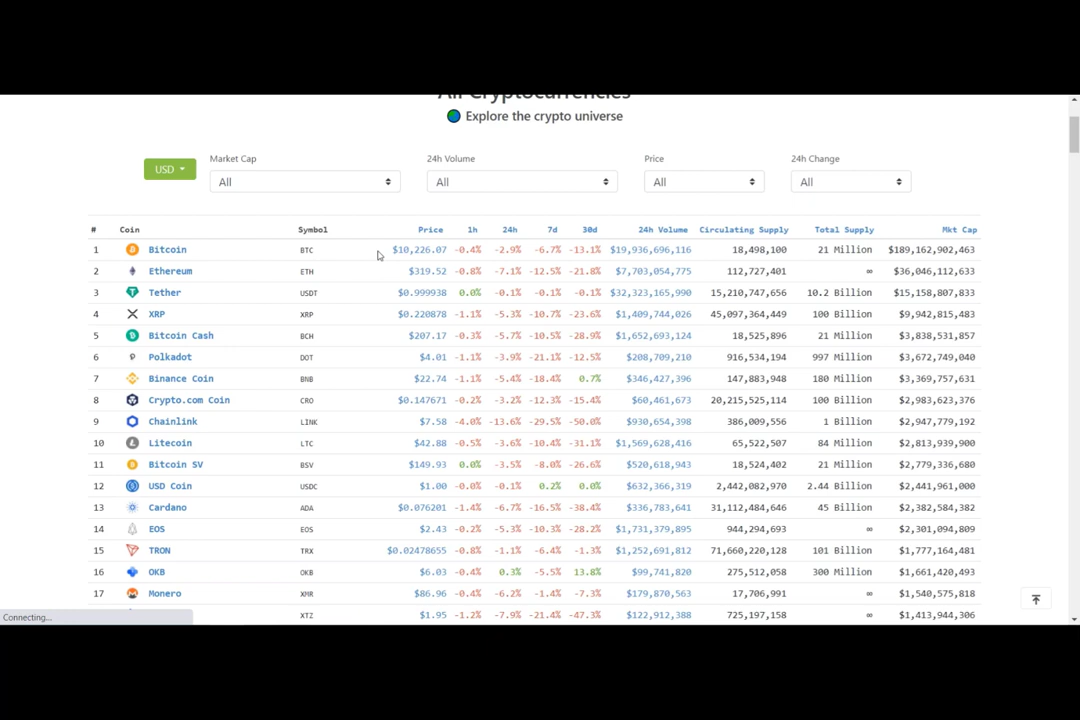 All Cryptocurrencies
Explore the crypto universe
Market Cap 24h Volume Price 24h Change
USD All All All All
# Coin Symbol Price 1h 24h 7d 30d 24h Volume Circulating Supply Total Supply Mkt Cap
1 Bitcoin BTC $10,226.07 -0.4% -2.9% -6.7% -13.1% $19,936,696,116 18,498,100 21 Million $189,162,902,463
2 Ethereum ETH $319.52 -0.8% -7.1% -12.5% -21.8% $7,703,054,775 112,727,401 ∞ $36,046,112,633
3 Tether USDT $0.999938 0.0% -0.1% -0.1% -0.1% $32,323,165,990 15,210,747,656 10.2 Billion $15,158,807,833
4 XRP XRP $0.220878 -1.1% -5.3% -10.7% -23.6% $1,409,744,026 45,097,364,449 100 Billion $9,942,815,483
5 Bitcoin Cash BCH $207.17 -0.3% -5.7% -10.5% -28.9% $1,652,693,124 18,525,896 21 Million $3,838,531,857
6 Polkadot DOT $4.01 -1.1% -3.9% -21.1% -12.5% $208,709,210 916,534,194 997 Million $3,672,749,040
7 Binance Coin BNB $22.74 -1.1% -5.4% -18.4% 0.7% $346,427,396 147,883,948 180 Million $3,369,757,631
8 Crypto.com Coin CRO $0.147671 -0.2% -3.2% -12.3% -15.4% $60,461,673 20,215,525,114 100 Billion $2,983,623,376
9 Chainlink LINK $7.58 -4.0% -13.6% -29.5% -50.0% $930,654,398 386,009,556 1 Billion $2,947,779,192
10 Litecoin LTC $42.88 -0.5% -3.6% -10.4% -31.1% $1,569,628,416 65,522,507 84 Million $2,813,939,900
11 Bitcoin SV BSV $149.93 0.0% -3.5% -8.0% -26.6% $520,618,943 18,524,402 21 Million $2,779,336,680
12 USD Coin USDC $1.00 -0.0% -0.1% 0.2% 0.0% $632,366,319 2,442,082,970 2.44 Billion $2,441,961,000
13 Cardano ADA $0.076201 -1.4% -6.7% -16.5% -38.4% $336,783,641 31,112,484,646 45 Billion $2,382,584,382
14 EOS EOS $2.43 -0.2% -5.3% -10.3% -28.2% $1,731,379,895 944,294,693 ∞ $2,301,094,809
15 TRON TRX $0.02478655 -0.8% -1.1% -6.4% -1.3% $1,252,691,812 71,660,220,128 101 Billion $1,777,164,481
16 OKB OKB $6.03 -0.4% 0.3% -5.5% 13.8% $99,741,820 275,512,058 300 Million $1,661,420,493
17 Monero XMR $86.96 -0.4% -6.2% -1.4% -7.3% $179,870,563 17,706,991 ∞ $1,540,575,818
XTZ $1.95 -1.2% -7.9% -21.4% -47.3% $122,912,388 725,197,158 ∞ $1,413,944,306
Connecting...